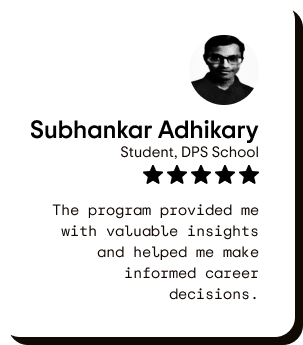 Subhankar Adhikary
Student, DPS School
The program provided me
with valuable insights
and helped me make
informed career
decisions.